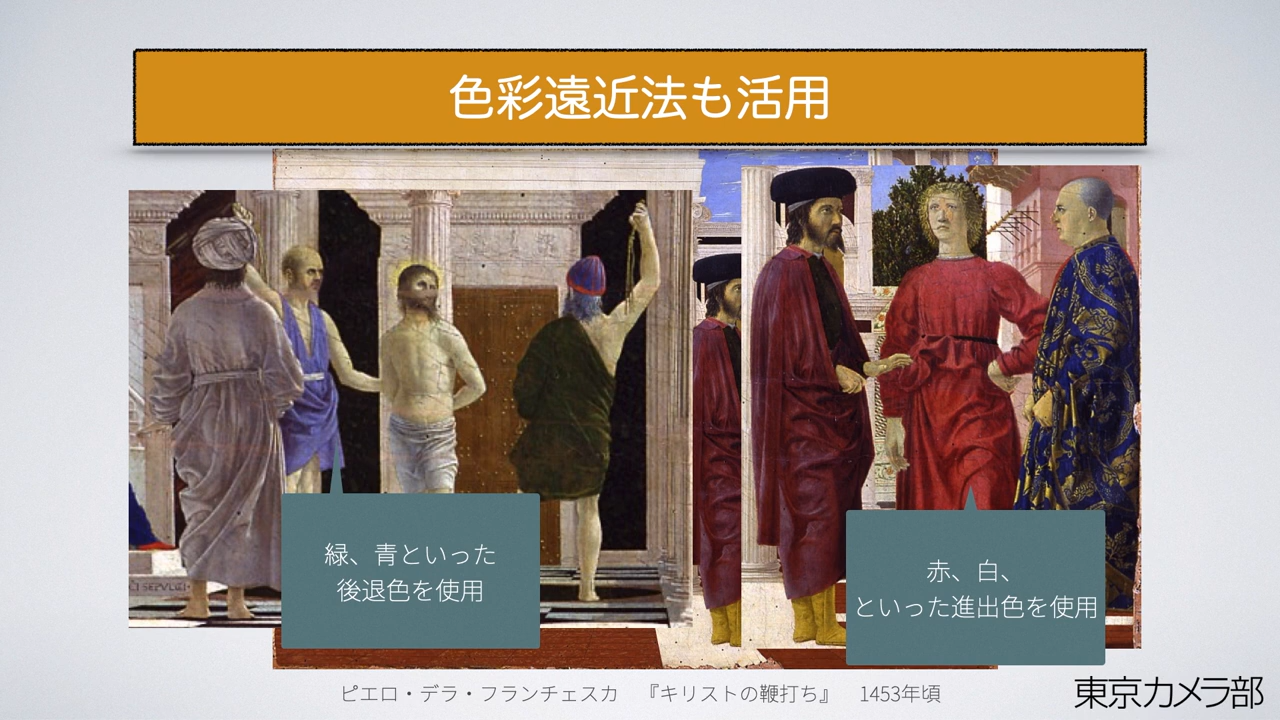 色彩遠近法も活用
緑、青といった
後退色を使用
赤、白、
といった進出色を使用
ピエロ・デラ・フランチェスカ　『キリストの鞭打ち』　1453年頃
東京カメラ部